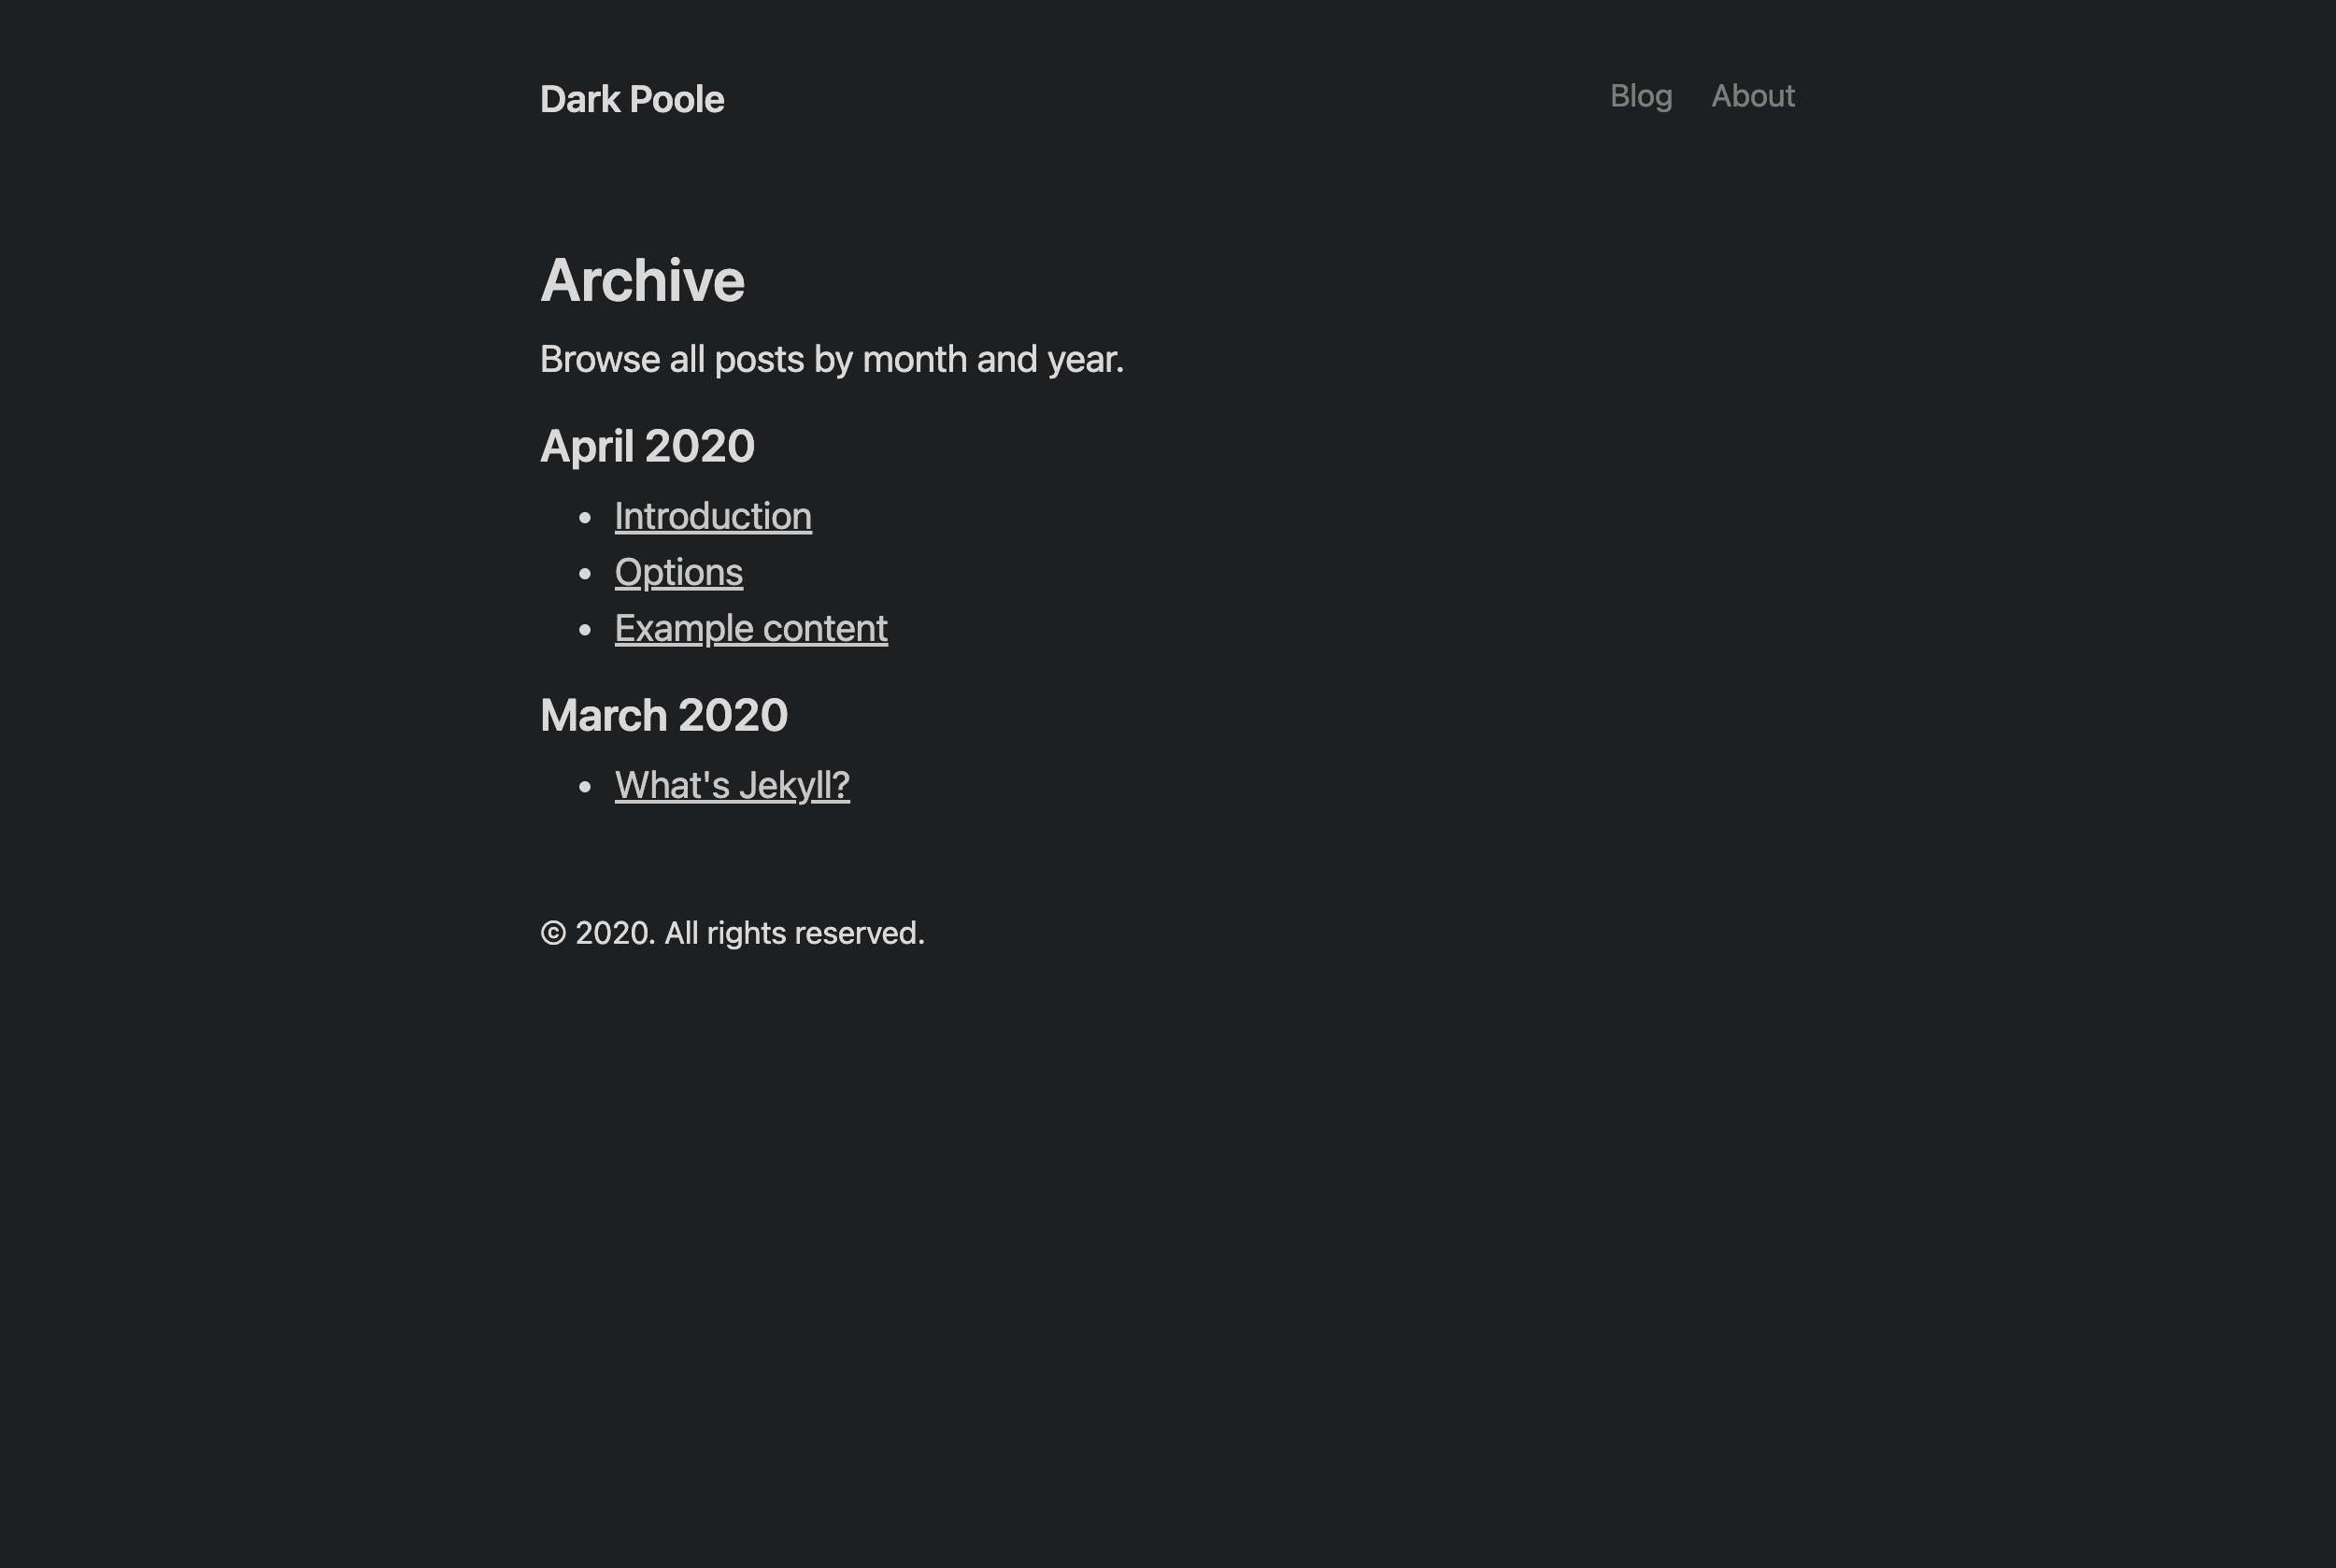 Dark Poole
Blog About
Archive
Browse all posts by month and year.
April 2020
• Introduction
• Options
• Example content
March 2020
• What's Jekyll?
© 2020. All rights reserved.